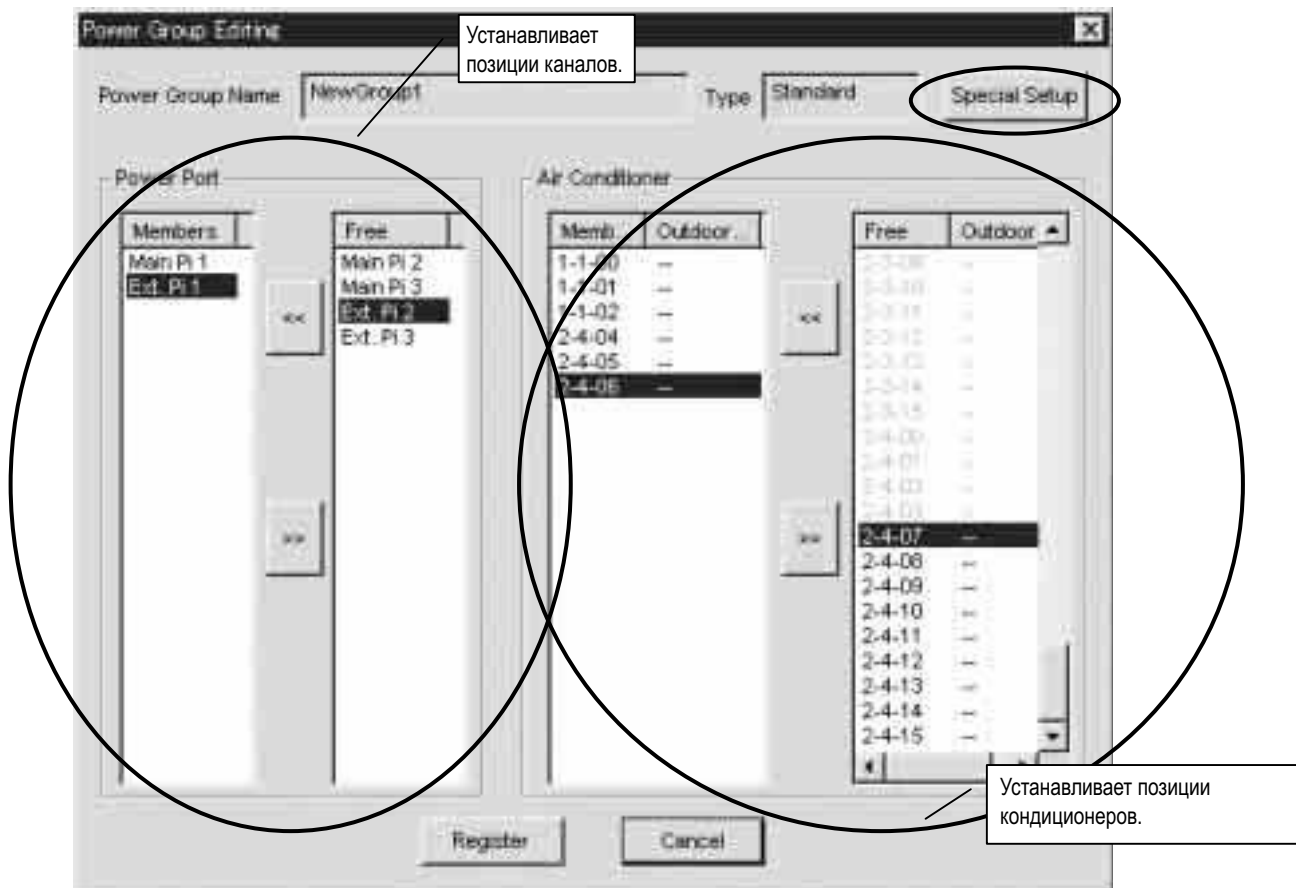 Power Group Editing
Устанавливает
позиции каналов.
Power Group Name NewGroup1 Type Standard Special Setup
Power Port
Air Conditioner
Members
Main Pi 1
Ext. Pi 1
<<
>>
Free
Main Pi 2
Main Pi 3
Ext. Pi 2
Ext. Pi 3
Memb... Outdoor...
1-1-00 --
1-1-01 --
1-1-02 --
2-4-04 --
2-4-05 --
2-4-06 --
<<
>>
Free Outdoor
2-4-07 --
2-4-08 --
2-4-09 --
2-4-10 --
2-4-11 --
2-4-12 --
2-4-13 --
2-4-14 --
2-4-15 --
Устанавливает позиции
кондиционеров.
Register Cancel